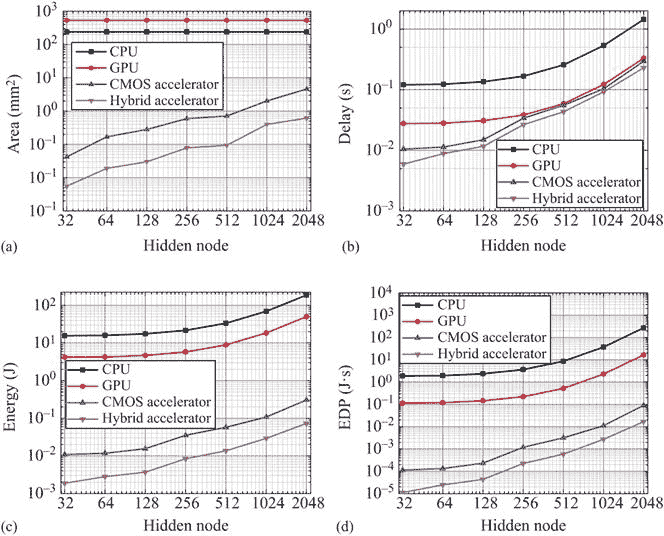 10³
10²
10¹
10⁰
10⁻¹
10⁻¹
10⁻¹
Area (mm²)
CPU
GPU
CMOS accelerator
Hybrid accelerator
32 64 128 256 512 1024 2048
Hidden node
(a)
10⁰
10⁻¹
10⁻²
10⁻³
Delay (s)
CPU
GPU
CMOS accelerator
Hybrid accelerator
32 64 128 256 512 1024 2048
Hidden node
(b)
10²
10¹
10⁰
10⁻¹
10⁻²
10⁻³
Energy (J)
CPU
GPU
CMOS accelerator
Hybrid accelerator
32 64 128 256 512 1024 2048
Hidden node
(c)
10⁴
10³
10²
10¹
10⁰
10⁻¹
10⁻²
10⁻³
10⁻⁴
10⁻⁵
EDP (J·s)
CPU
GPU
CMOS accelerator
Hybrid accelerator
32 64 128 256 512 1024 2048
Hidden node
(d)